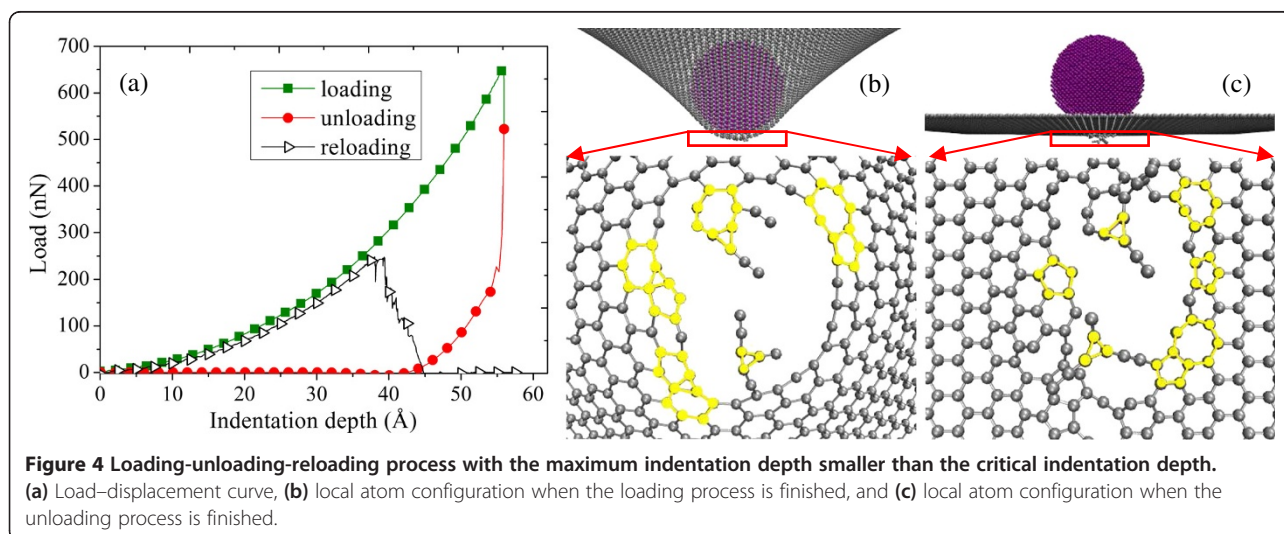 700
600
500
400
300
200
100
0
Load (nN)
0 10 20 30 40 50 60
Indentation depth (Å)
(a)
loading
unloading
reloading
(b)
(c)
Figure 4 Loading-unloading-reloading process with the maximum indentation depth smaller than the critical indentation depth.
(a) Load–displacement curve, (b) local atom configuration when the loading process is finished, and (c) local atom configuration when the
unloading process is finished.